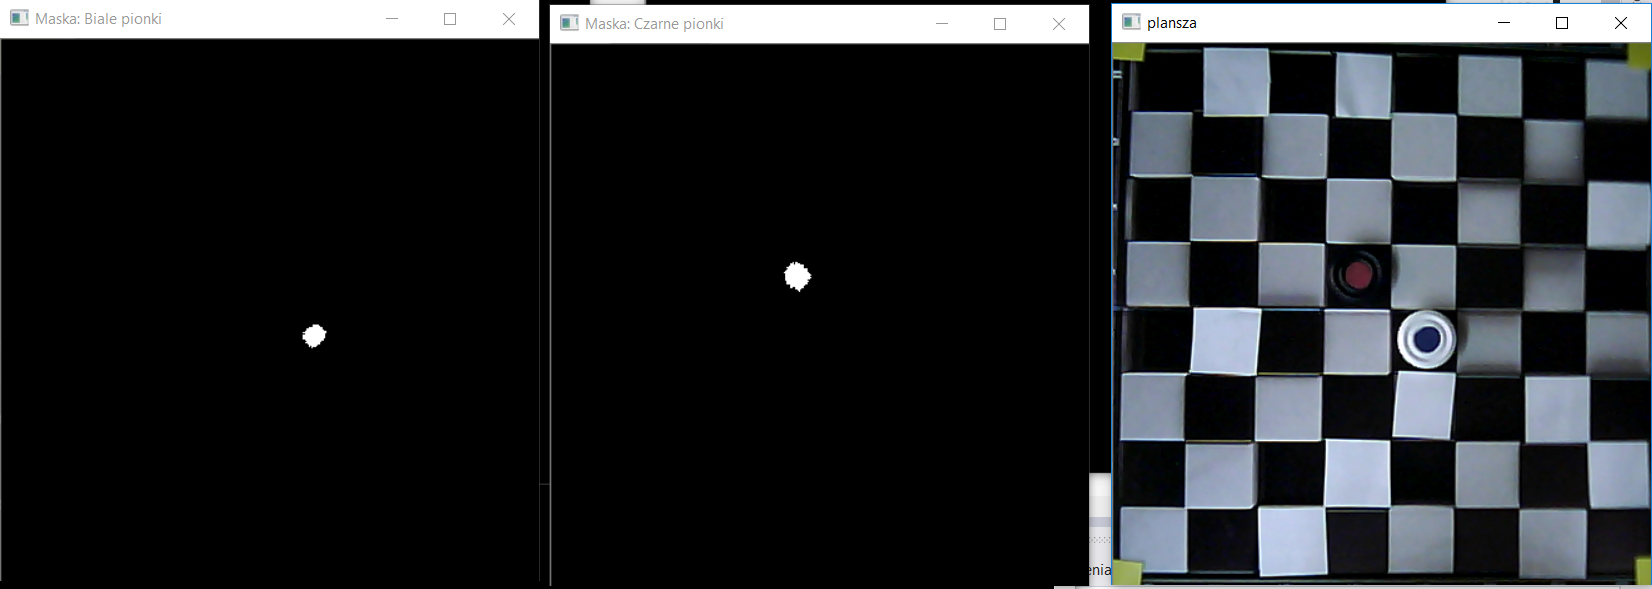 Maska: Biale pionki
Maska: Czarne pionki
plansza
enia